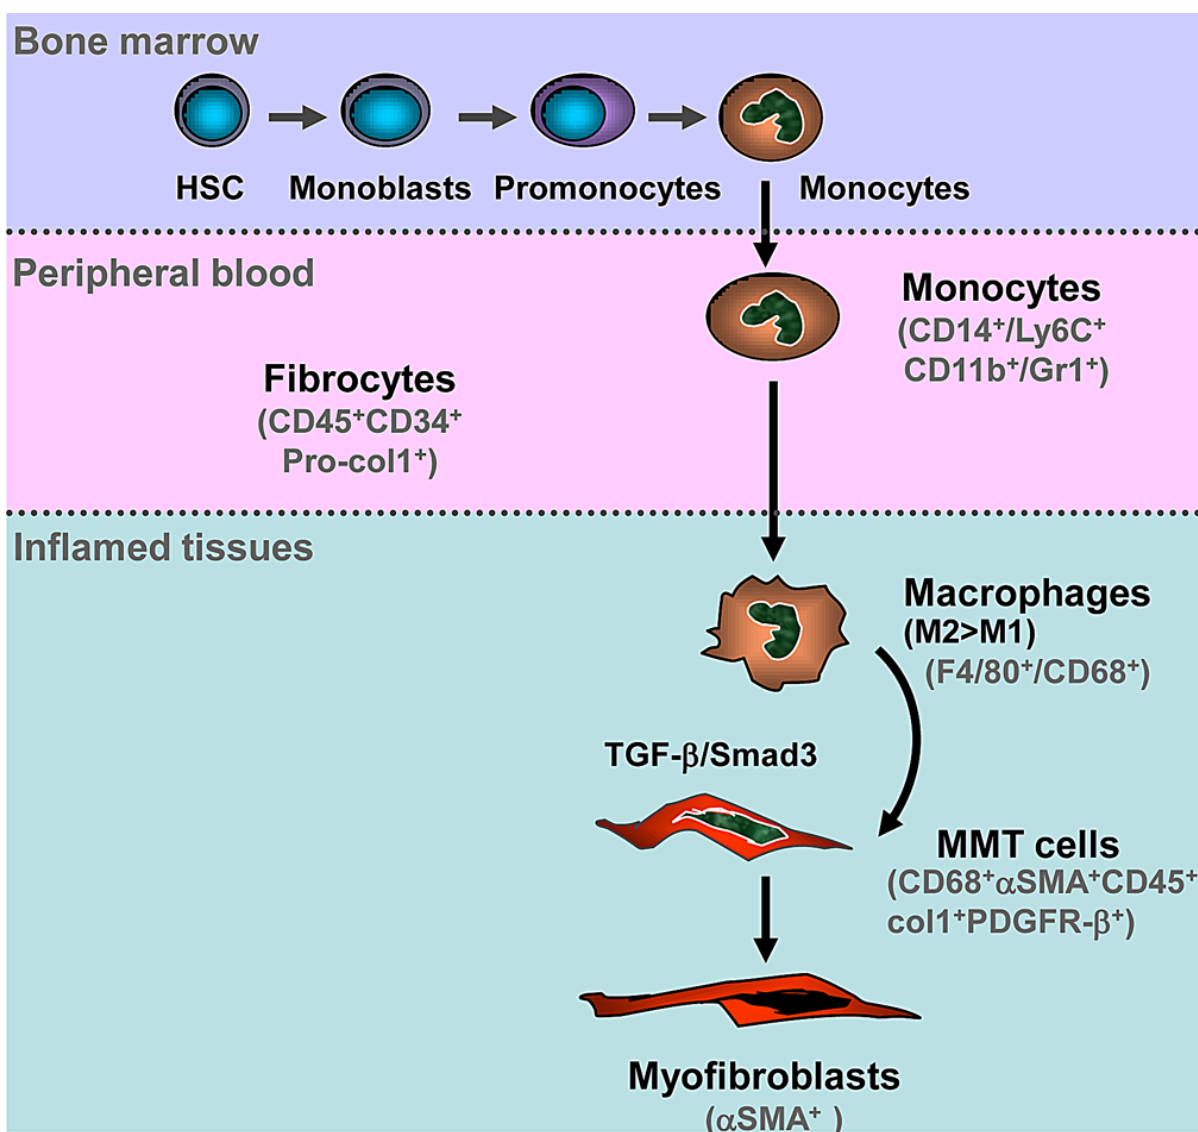 Bone marrow
HSC
Monoblasts
Promonocytes
Monocytes
Peripheral blood
Monocytes
(CD14⁺/Ly6C⁺
CD11b⁺/Gr1⁺)
Fibrocytes
(CD45⁺CD34⁺
Pro-col1⁺)
Inflamed tissues
Macrophages
(M2>M1)
(F4/80⁺/CD68⁺)
TGF-β/Smad3
MMT cells
(CD68⁺αSMA⁺CD45⁺
col1⁺PDGFR-β⁺)
Myofibroblasts
(αSMA⁺ )